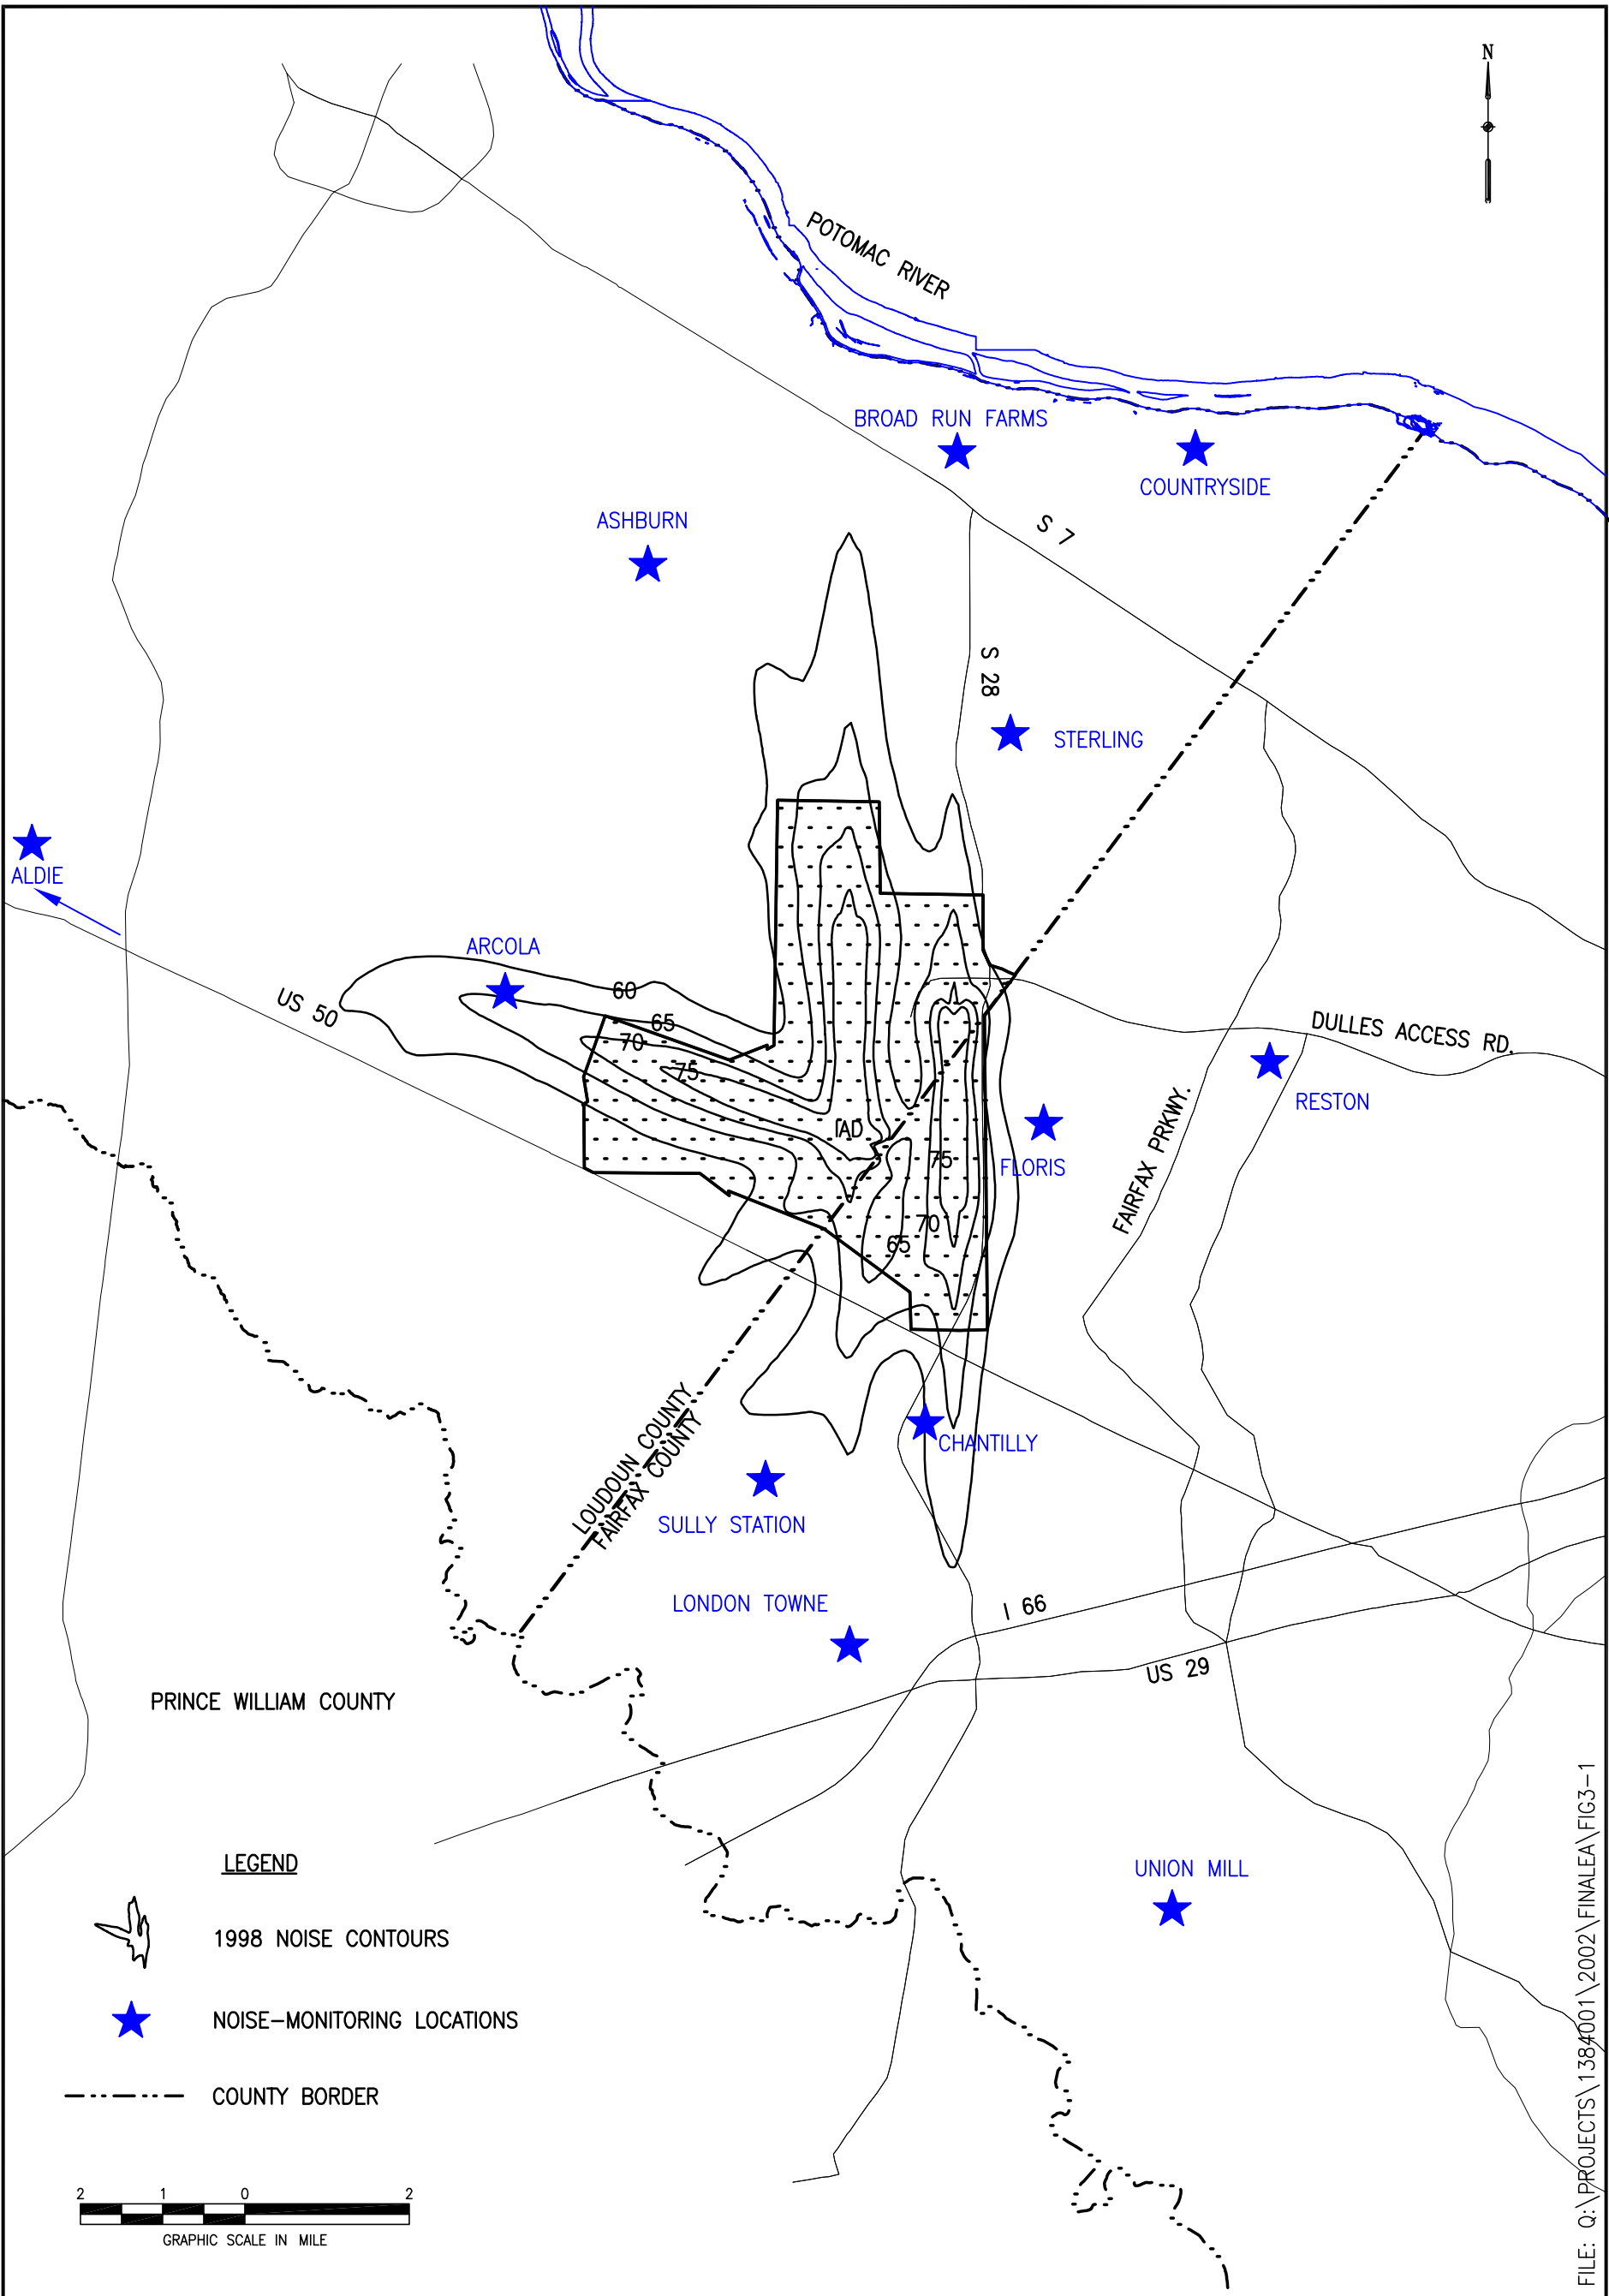 N
POTOMAC RIVER
BROAD RUN FARMS
COUNTRYSIDE
ASHBURN
S 7
S 28
STERLING
ALDIE
ARCOLA
US 50
60
65
70
75
DULLES ACCESS RD.
RESTON
FAIRFAX PRKWY.
IAD
FLORIS
75
70
65
LOUDOUN COUNTY
FAIRFAX COUNTY
CHANTILLY
SULLY STATION
LONDON TOWNE
I 66
US 29
PRINCE WILLIAM COUNTY
UNION MILL
LEGEND
1998 NOISE CONTOURS
NOISE-MONITORING LOCATIONS
COUNTY BORDER
2 1 0 2
GRAPHIC SCALE IN MILE
FILE: Q:\PROJECTS\1384001\2002\FINALEA\FIG3-1